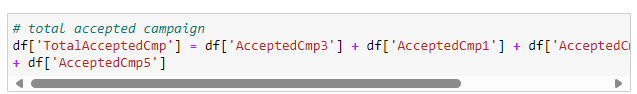 # total accepted campaign
df['TotalAcceptedCmp'] = df['AcceptedCmp3'] + df['AcceptedCmp1'] + df['AcceptedC
+ df['AcceptedCmp5']